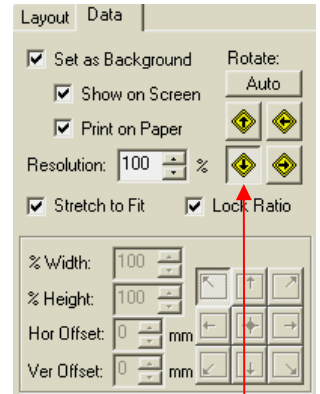 Layout Data
Set as Background Rotate:
Show on Screen Auto
Print on Paper
Resolution: 100 %
Stretch to Fit Lock Ratio
% Width: 100
% Height: 100
Hor Offset: 0 mm
Ver Offset: 0 mm